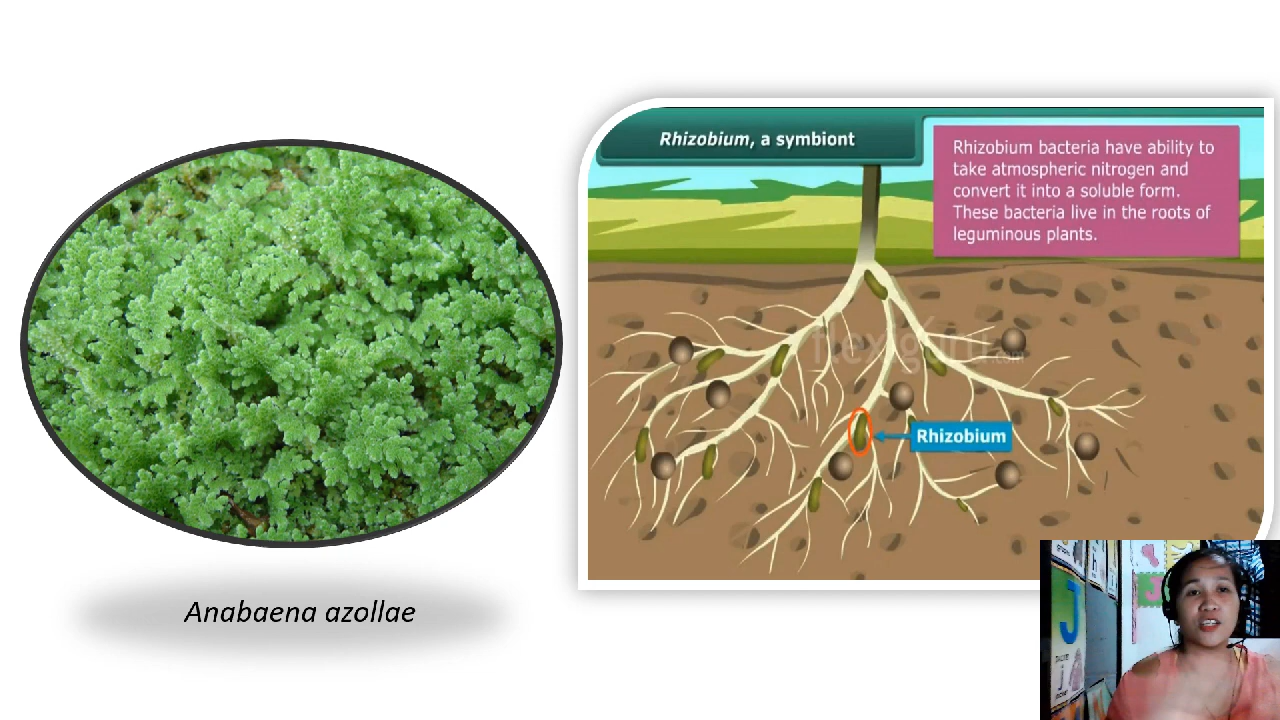 Rhizobium, a symbiont
Rhizobium bacteria have ability to
take atmospheric nitrogen and
convert it into a soluble form.
These bacteria live in the roots of
leguminous plants.
Rhizobium
Anabaena azollae
J